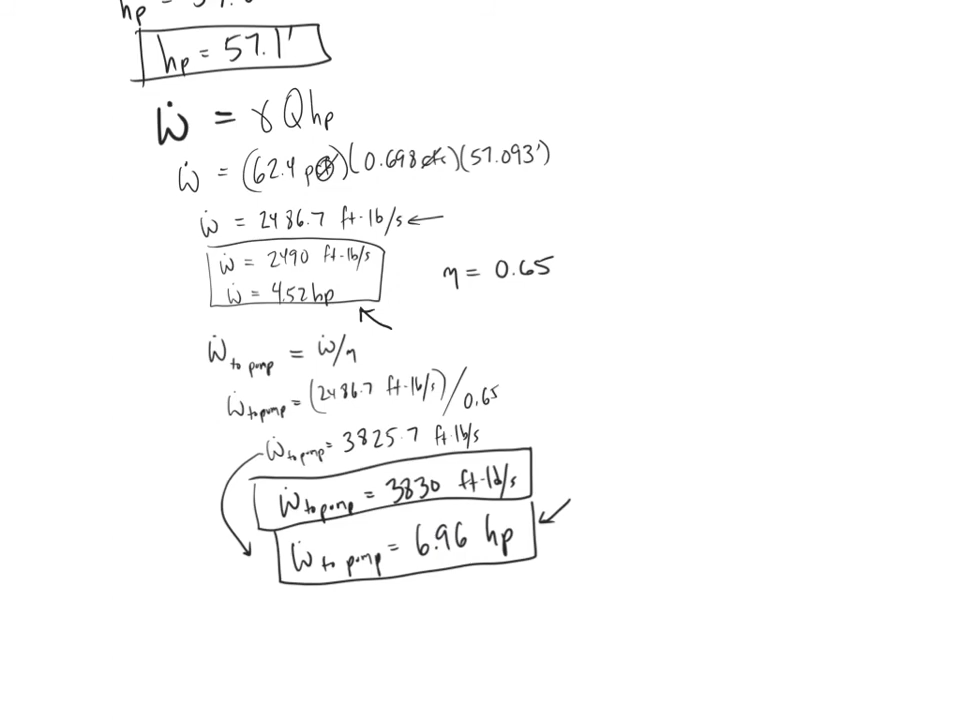 hp =
hp = 57.1'
Ẇ = γQhp
ẇ = (62.4 pcf)(0.698 cfs)(57.093')
ẇ = 2486.7 ft·lb/s ←
ẇ = 2490 ft·lb/s
ẇ = 4.52hp
η = 0.65
Ẇto pump = Ẇ/η
Ẇto pump = (2486.7 ft·lb/s)/0.65
Ẇto pump = 3825.7 ft·lb/s
Ẇto pump = 3830 ft·lb/s
Ẇto pump = 6.96 hp